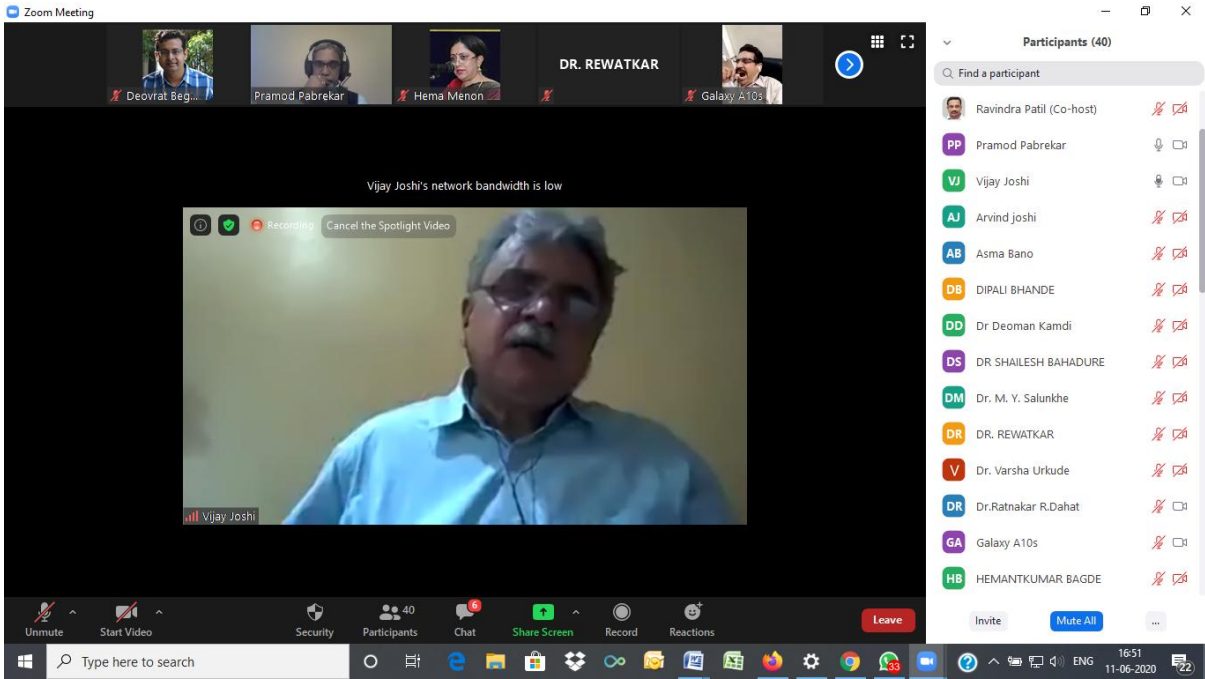 Zoom Meeting
Deovrat Beg...
Pramod Pabrekar
Hema Menon
DR. REWATKAR
Galaxy A10s
Vijay Joshi's network bandwidth is low
Recording
Cancel the Spotlight Video
Vijay Joshi
Unmute
Start Video
Security
40
Participants
6
Chat
Share Screen
Record
Reactions
Leave
Participants (40)
Find a participant
Ravindra Patil (Co-host)
PP Pramod Pabrekar
VJ Vijay Joshi
AJ Arvind joshi
AB Asma Bano
DB DIPALI BHANDE
DD Dr Deoman Kamdi
DS DR SHAILESH BAHADURE
DM Dr. M. Y. Salunkhe
DR DR. REWATKAR
V Dr. Varsha Urkude
DR Dr.Ratnakar R.Dahat
GA Galaxy A10s
HB HEMANTKUMAR BAGDE
Invite
Mute All
...
Type here to search
33
ENG
16:51
11-06-2020
22